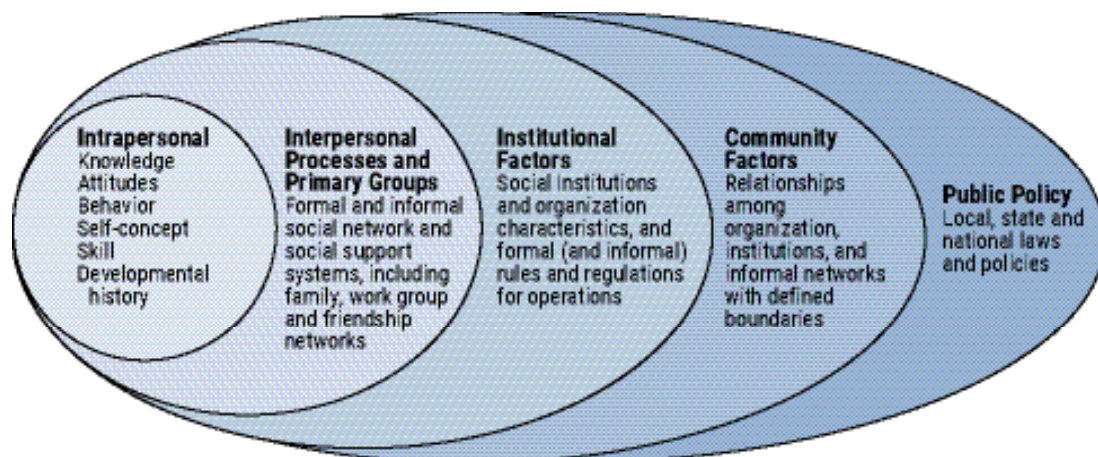 Intrapersonal
Knowledge
Attitudes
Behavior
Self-concept
Skill
Developmental
history
Interpersonal
Processes and
Primary Groups
Formal and informal
social network and
social support
systems, including
family, work group
and friendship
networks
Institutional
Factors
Social Institutions
and organization
characteristics, and
formal (and informal)
rules and regulations
for operations
Community
Factors
Relationships
among
organization,
institutions, and
informal networks
with defined
boundaries
Public Policy
Local, state and
national laws
and policies